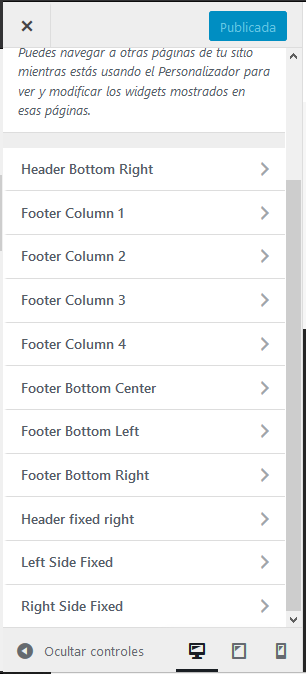 Publicada
Puedes navegar a otras páginas de tu sitio
mientras estás usando el Personalizador para
ver y modificar los widgets mostrados en
esas páginas.
Header Bottom Right
Footer Column 1
Footer Column 2
Footer Column 3
Footer Column 4
Footer Bottom Center
Footer Bottom Left
Footer Bottom Right
Header fixed right
Left Side Fixed
Right Side Fixed
Ocultar controles